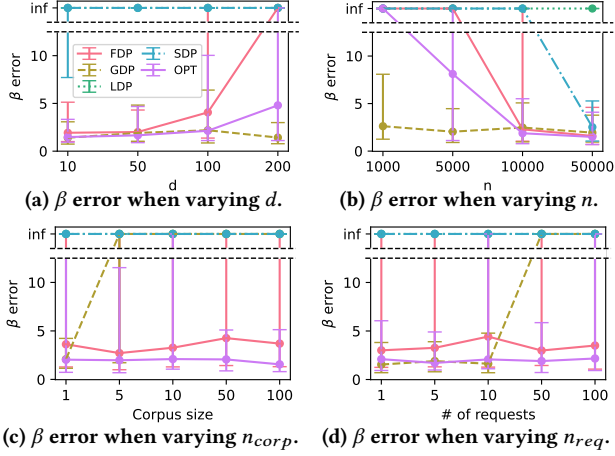 inf
10
5
0
β error
FDP
GDP
LDP
SDP
OPT
10 50 100 200
d
(a) β error when varying d.
inf
10
5
0
β error
1000 5000 10000 50000
n
(b) β error when varying n.
inf
10
5
0
β error
1 5 10 50 100
Corpus size
(c) β error when varying n_corp.
inf
10
5
0
β error
1 5 10 50 100
# of requests
(d) β error when varying n_req.